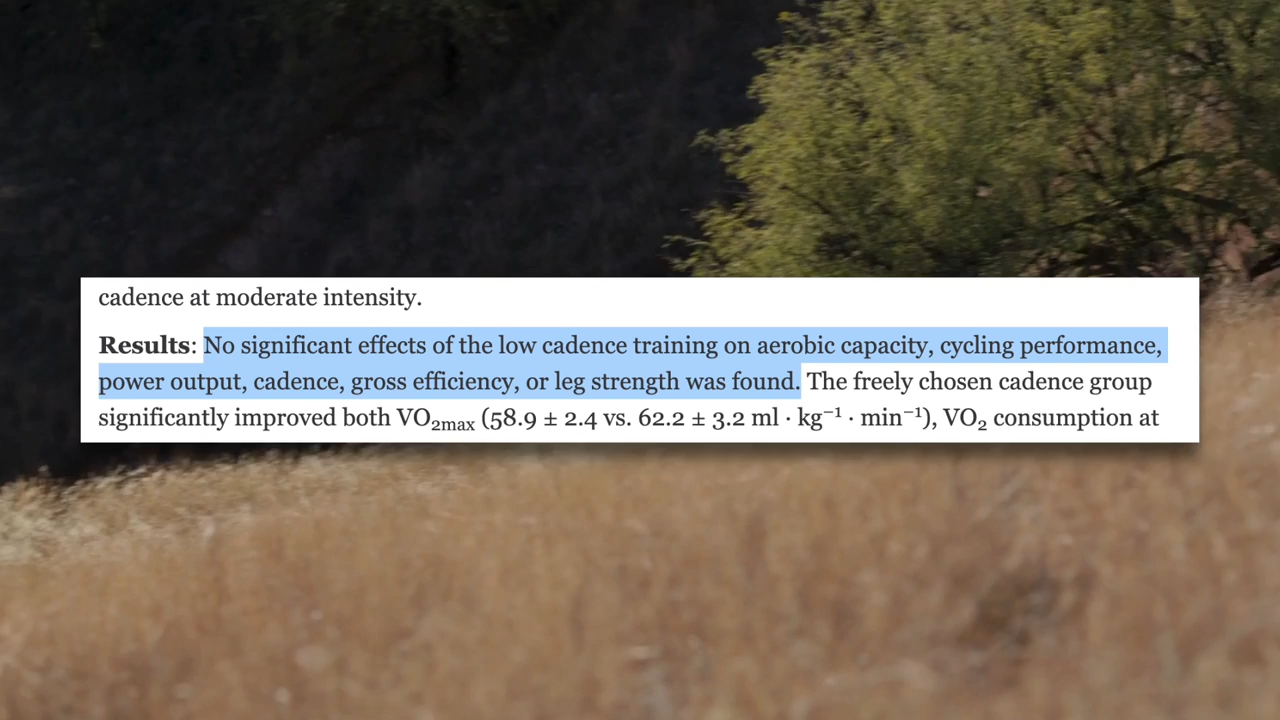 cadence at moderate intensity.
Results: No significant effects of the low cadence training on aerobic capacity, cycling performance,
power output, cadence, gross efficiency, or leg strength was found. The freely chosen cadence group
significantly improved both VO₂max (58.9 ± 2.4 vs. 62.2 ± 3.2 ml · kg⁻¹ · min⁻¹), VO₂ consumption at